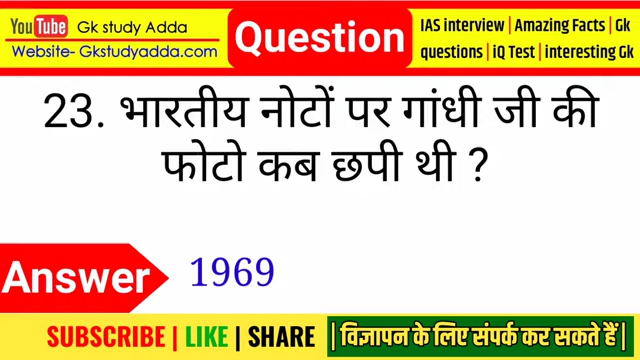 YouTube Gk study Adda
Website- Gkstudyadda.com
Question
IAS interview | Amazing Facts | Gk
questions | iQ Test | interesting Gk
23. भारतीय नोटों पर गांधी जी की
फोटो कब छपी थी ?
Answer 1969
SUBSCRIBE | LIKE | SHARE | विज्ञापन के लिए संपर्क कर सकते हैं |